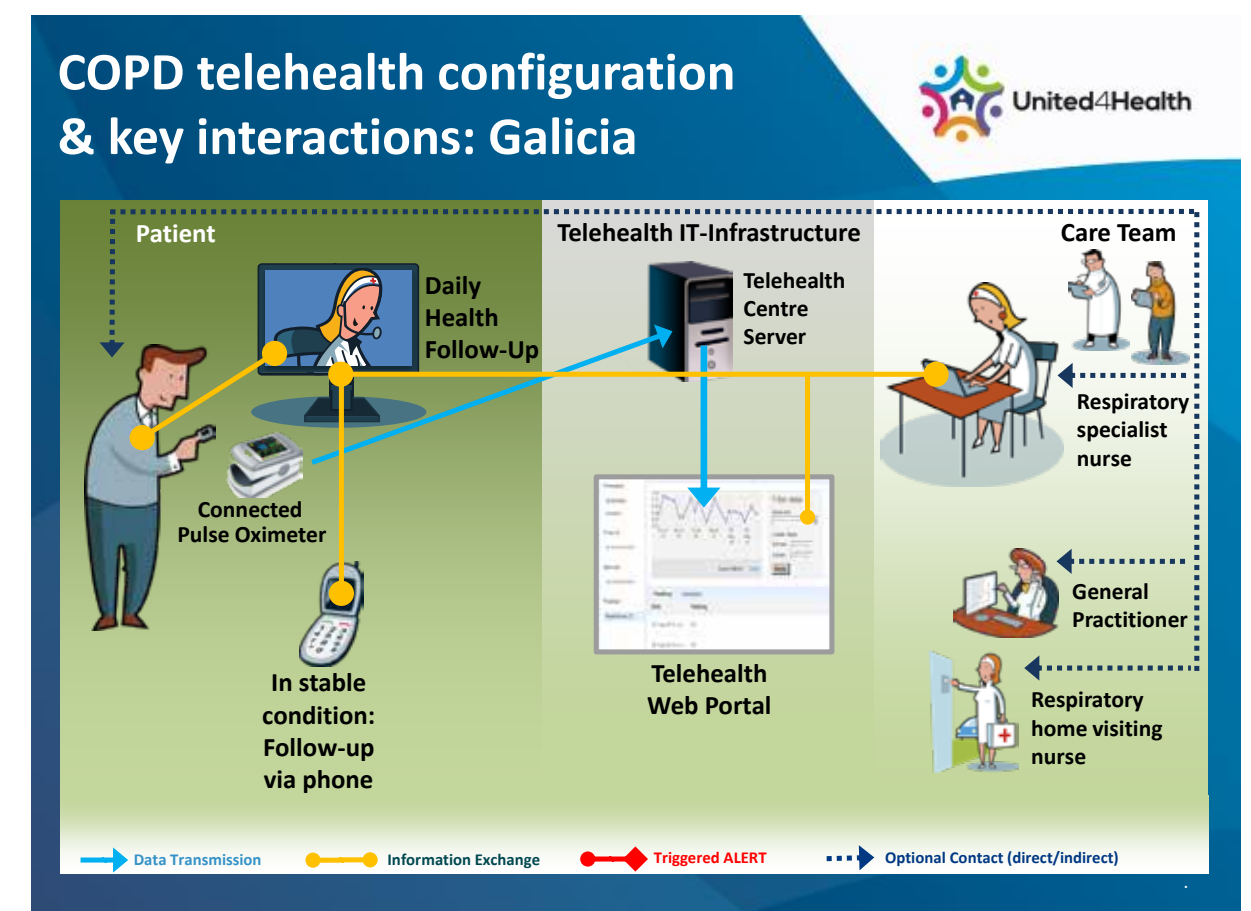 COPD telehealth configuration
& key interactions: Galicia
United4Health
Patient
Telehealth IT-Infrastructure
Care Team
Daily
Health
Follow-Up
Telehealth
Centre
Server
Connected
Pulse Oximeter
Respiratory
specialist
nurse
In stable
condition:
Follow-up
via phone
Telehealth
Web Portal
General
Practitioner
Respiratory
home visiting
nurse
Data Transmission
Information Exchange
Triggered ALERT
Optional Contact (direct/indirect)